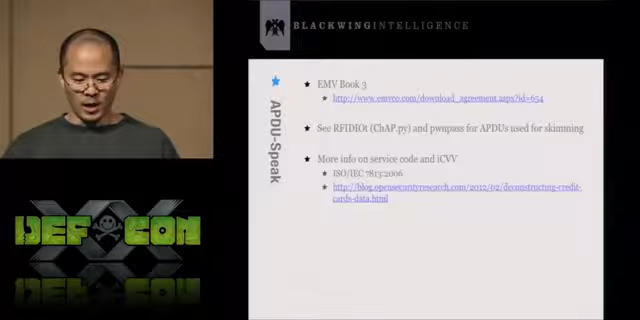 BLACKWINGINTELLIGENCE
APDU-Speak
EMV Book 3
http://www.emvco.com/download_agreement.aspx?id=654
See RFIDIOt (ChAP.py) and pwnpass for APDUs used for skimming
More info on service code and iCVV
ISO/IEC 7813:2006
http://blog.opensecurityresearch.com/2012/02/deconstructing-credit-
cards-data.html
DEF CON
XX